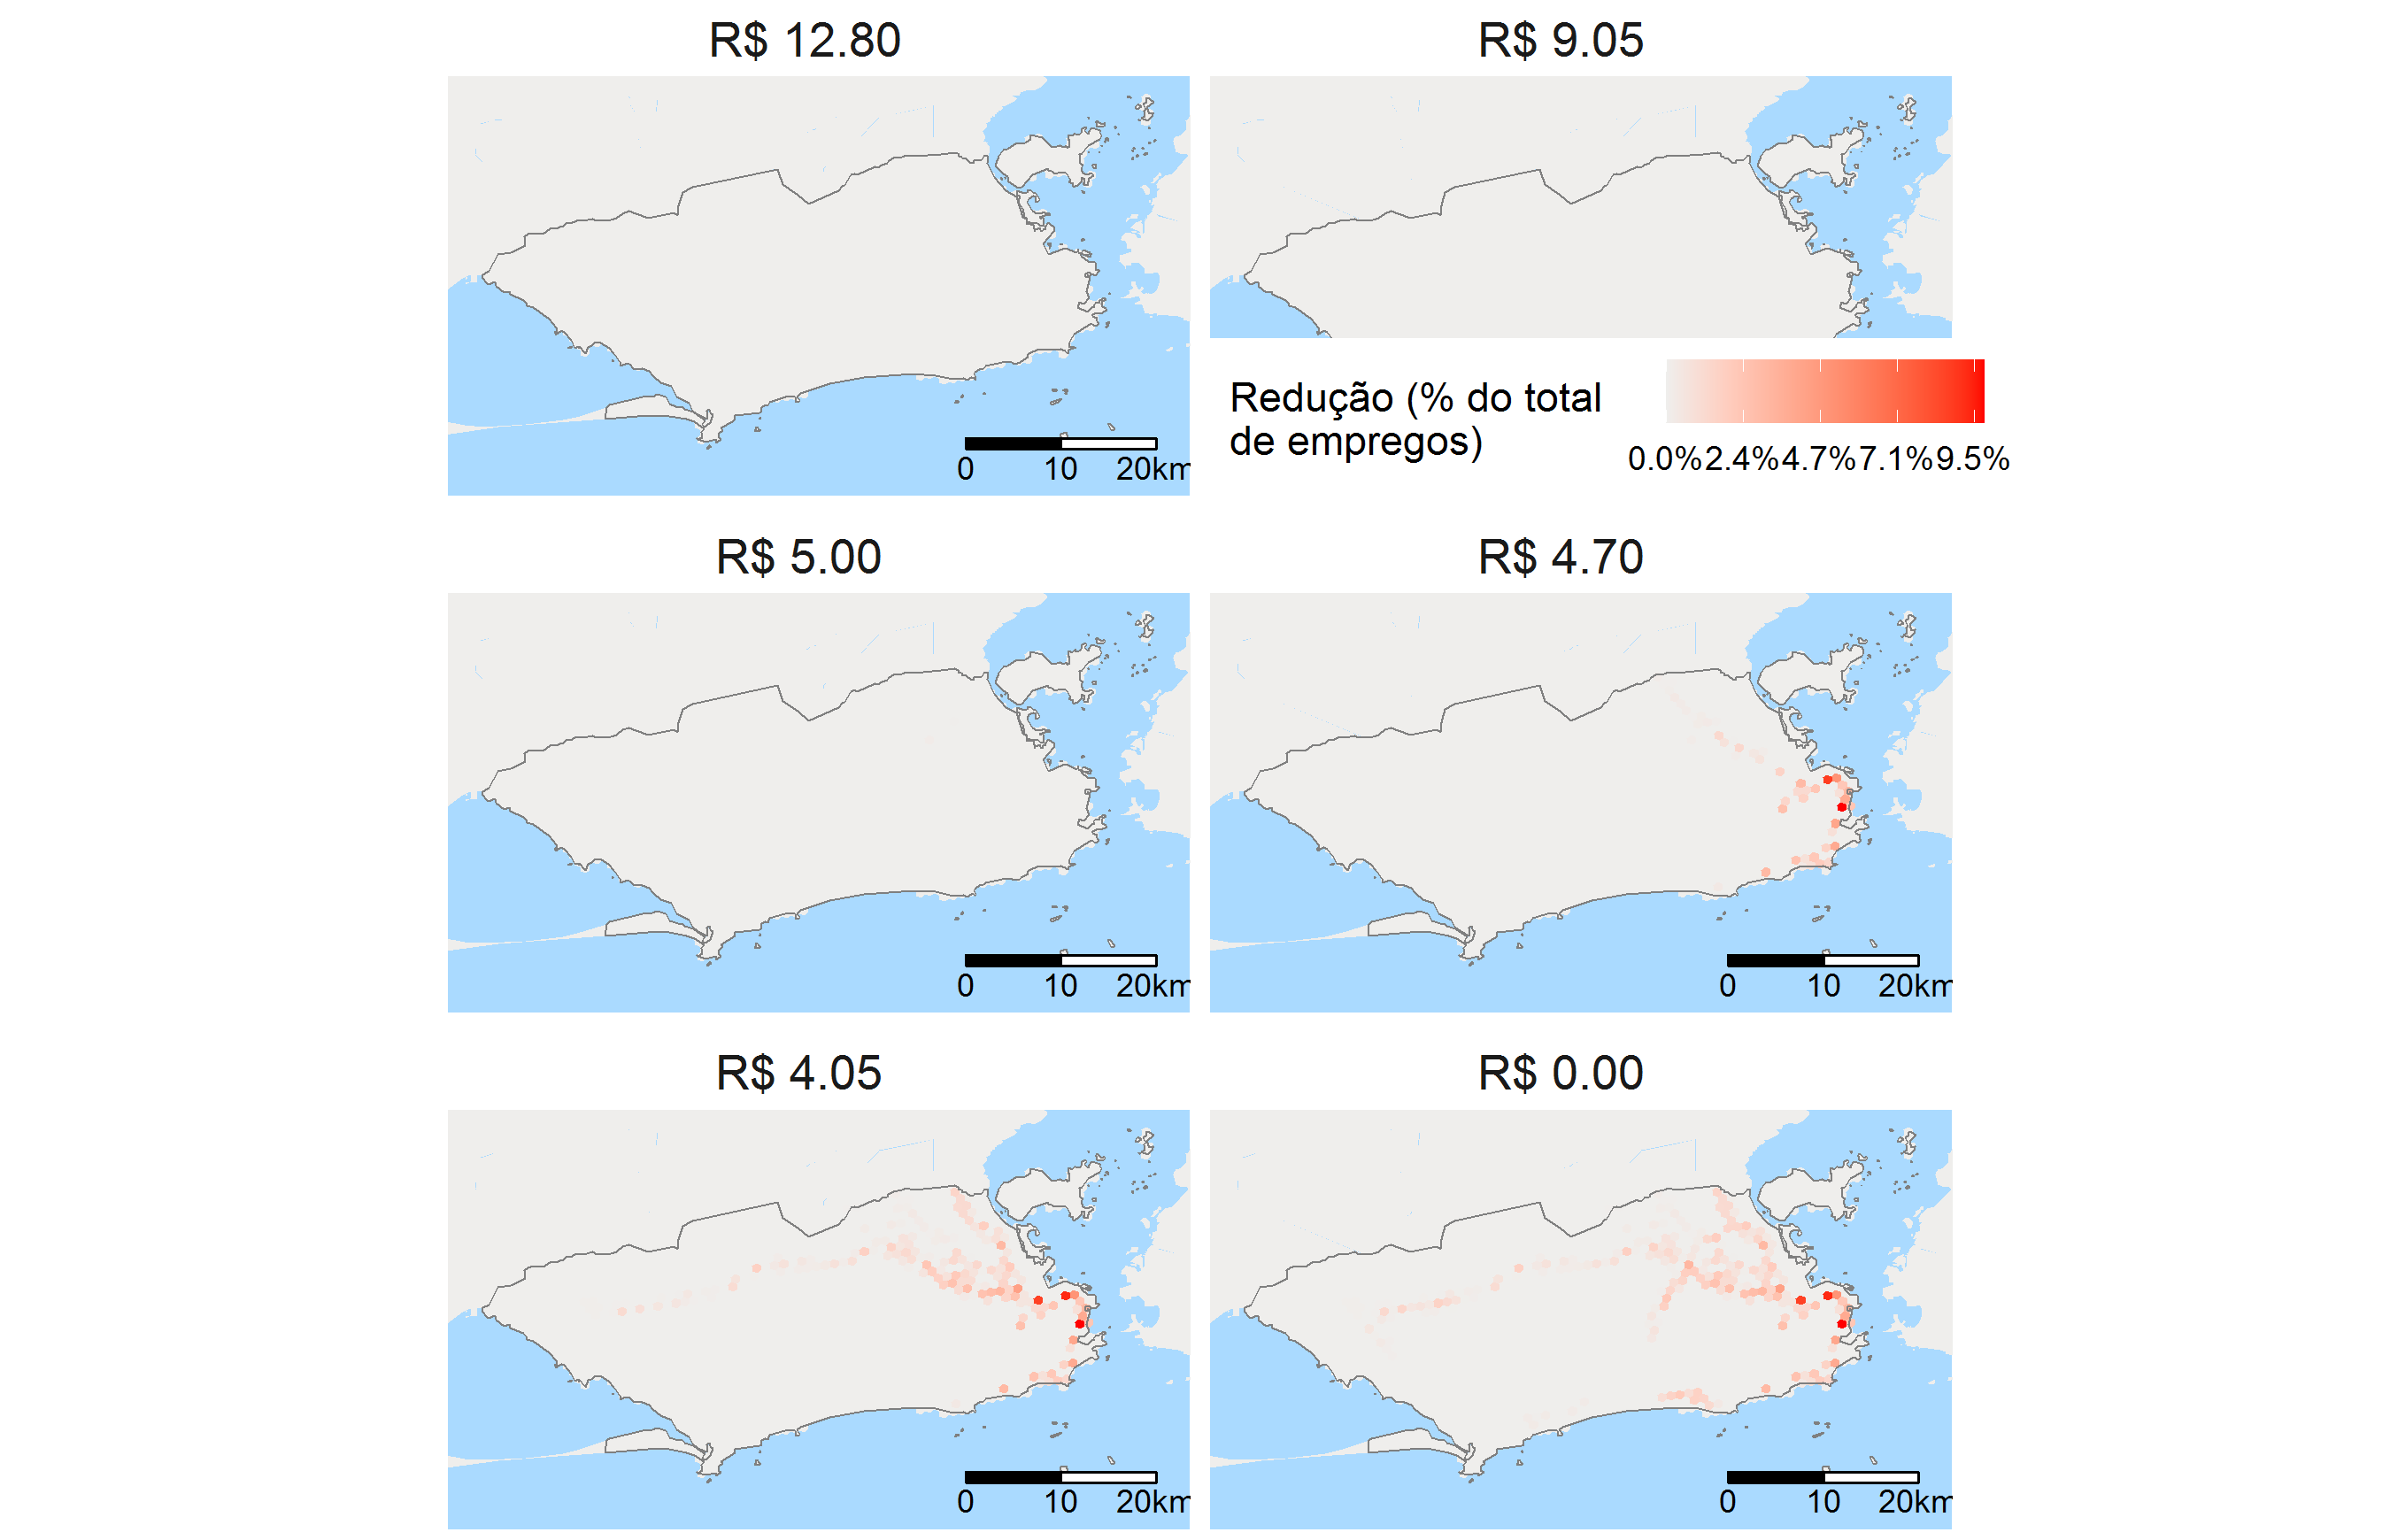 R$ 12.80
R$ 9.05
0 10 20km
Redução (% do total
de empregos)
0.0% 2.4% 4.7% 7.1% 9.5%
R$ 5.00
R$ 4.70
0 10 20km
0 10 20km
R$ 4.05
R$ 0.00
0 10 20km
0 10 20km